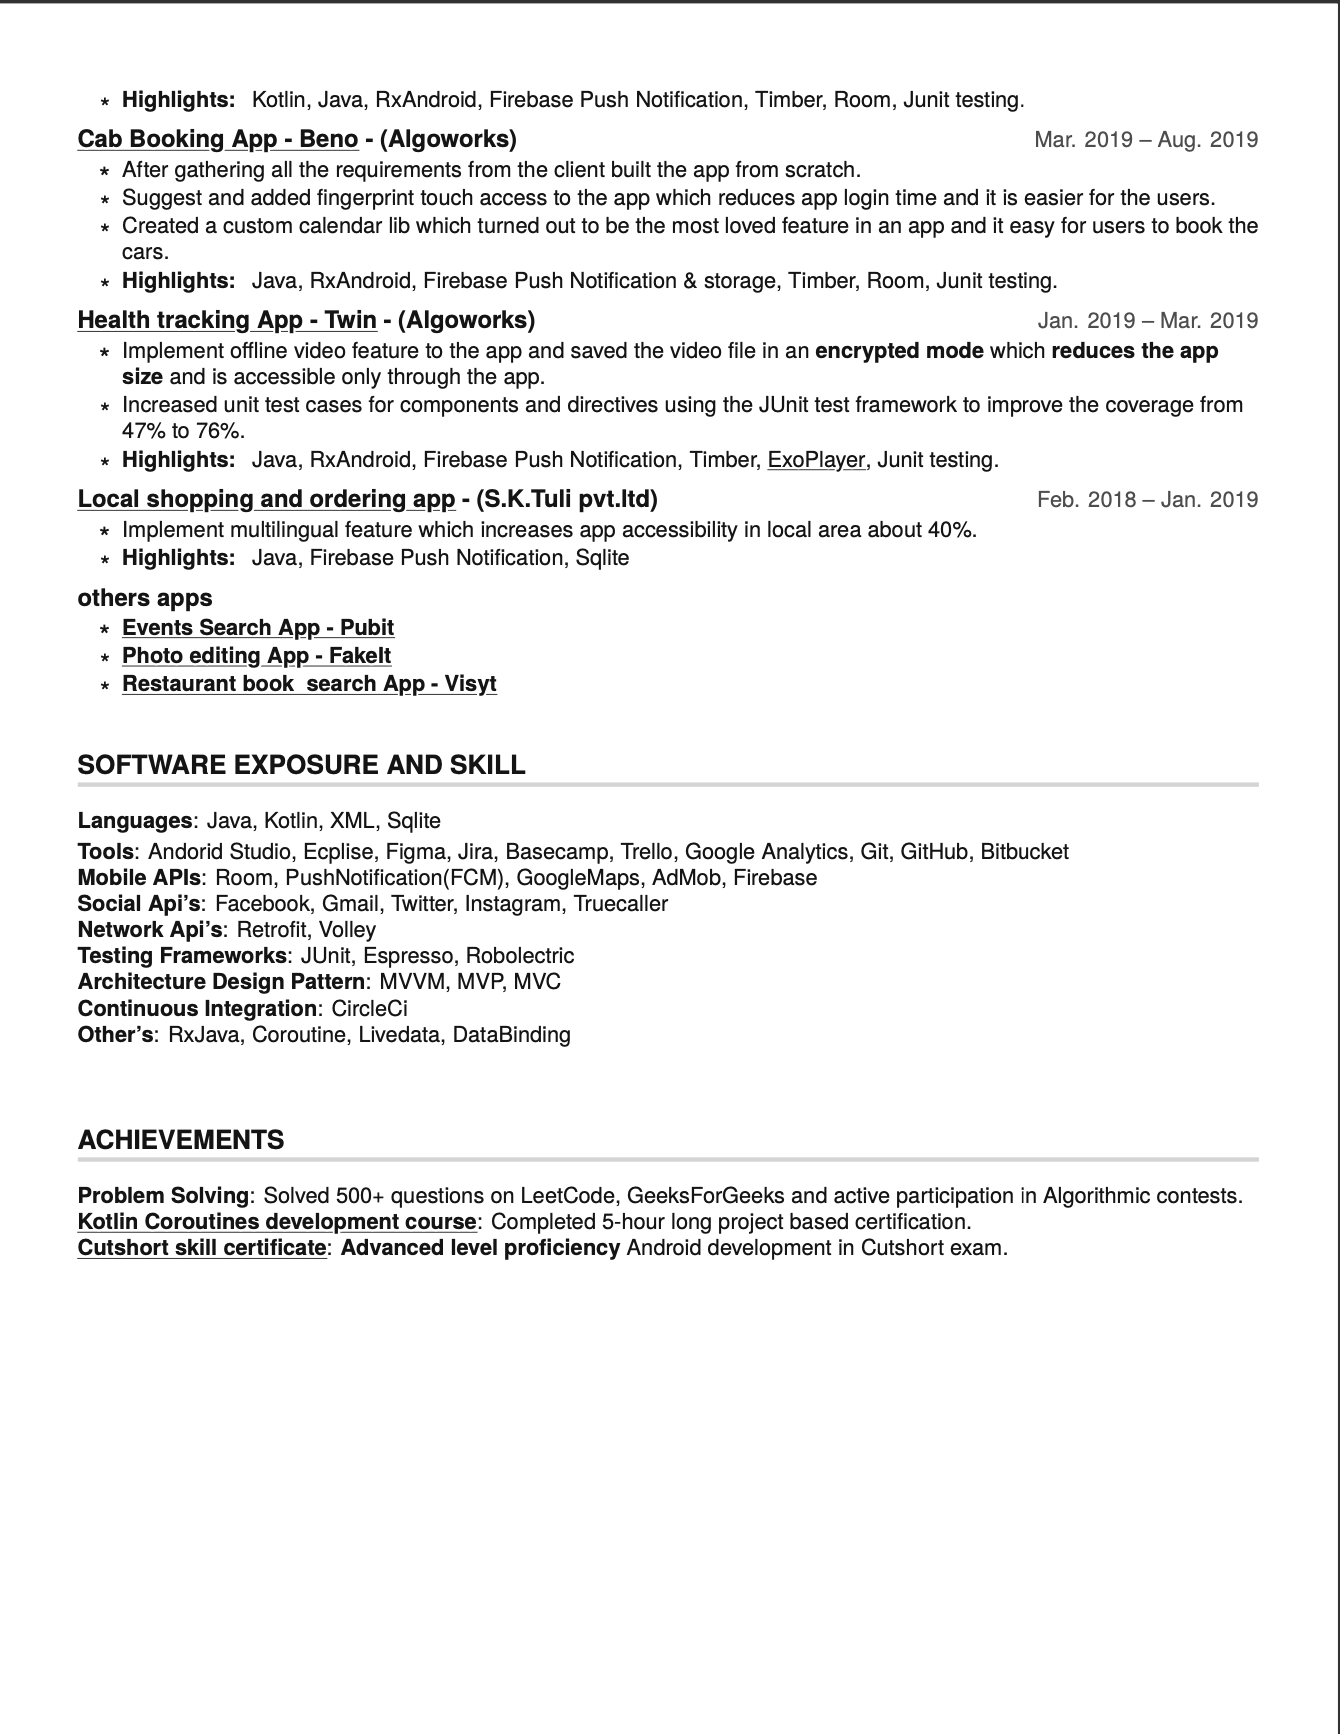 * Highlights: Kotlin, Java, RxAndroid, Firebase Push Notification, Timber, Room, Junit testing.
Cab Booking App - Beno - (Algoworks) Mar. 2019 – Aug. 2019
* After gathering all the requirements from the client built the app from scratch.
* Suggest and added fingerprint touch access to the app which reduces app login time and it is easier for the users.
* Created a custom calendar lib which turned out to be the most loved feature in an app and it easy for users to book the
cars.
* Highlights: Java, RxAndroid, Firebase Push Notification & storage, Timber, Room, Junit testing.
Health tracking App - Twin - (Algoworks) Jan. 2019 – Mar. 2019
* Implement offline video feature to the app and saved the video file in an encrypted mode which reduces the app
size and is accessible only through the app.
* Increased unit test cases for components and directives using the JUnit test framework to improve the coverage from
47% to 76%.
* Highlights: Java, RxAndroid, Firebase Push Notification, Timber, ExoPlayer, Junit testing.
Local shopping and ordering app - (S.K.Tuli pvt.ltd) Feb. 2018 – Jan. 2019
* Implement multilingual feature which increases app accessibility in local area about 40%.
* Highlights: Java, Firebase Push Notification, Sqlite
others apps
* Events Search App - Pubit
* Photo editing App - FakeIt
* Restaurant book search App - Visyt
SOFTWARE EXPOSURE AND SKILL
Languages: Java, Kotlin, XML, Sqlite
Tools: Andorid Studio, Ecplise, Figma, Jira, Basecamp, Trello, Google Analytics, Git, GitHub, Bitbucket
Mobile APIs: Room, PushNotification(FCM), GoogleMaps, AdMob, Firebase
Social Api’s: Facebook, Gmail, Twitter, Instagram, Truecaller
Network Api’s: Retrofit, Volley
Testing Frameworks: JUnit, Espresso, Robolectric
Architecture Design Pattern: MVVM, MVP, MVC
Continuous Integration: CircleCi
Other’s: RxJava, Coroutine, Livedata, DataBinding
ACHIEVEMENTS
Problem Solving: Solved 500+ questions on LeetCode, GeeksForGeeks and active participation in Algorithmic contests.
Kotlin Coroutines development course: Completed 5-hour long project based certification.
Cutshort skill certificate: Advanced level proficiency Android development in Cutshort exam.